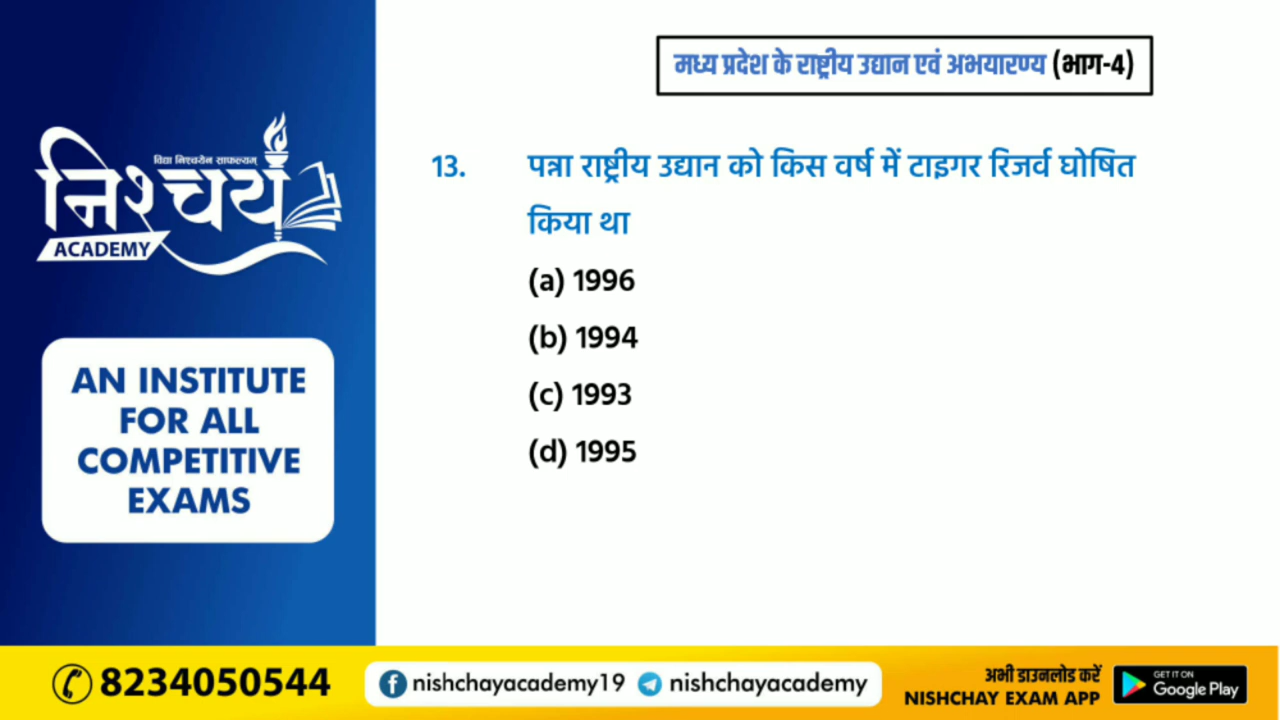 मध्य प्रदेश के राष्ट्रीय उद्यान एवं अभयारण्य (भाग-4)
विद्या निश्चयेन साफल्यम्
निश्चय
ACADEMY
AN INSTITUTE
FOR ALL
COMPETITIVE
EXAMS
13. पन्ना राष्ट्रीय उद्यान को किस वर्ष में टाइगर रिजर्व घोषित
किया था
(a) 1996
(b) 1994
(c) 1993
(d) 1995
8234050544
nishchayacademy19 nishchayacademy
अभी डाउनलोड करें
NISHCHAY EXAM APP
GET IT ON
Google Play